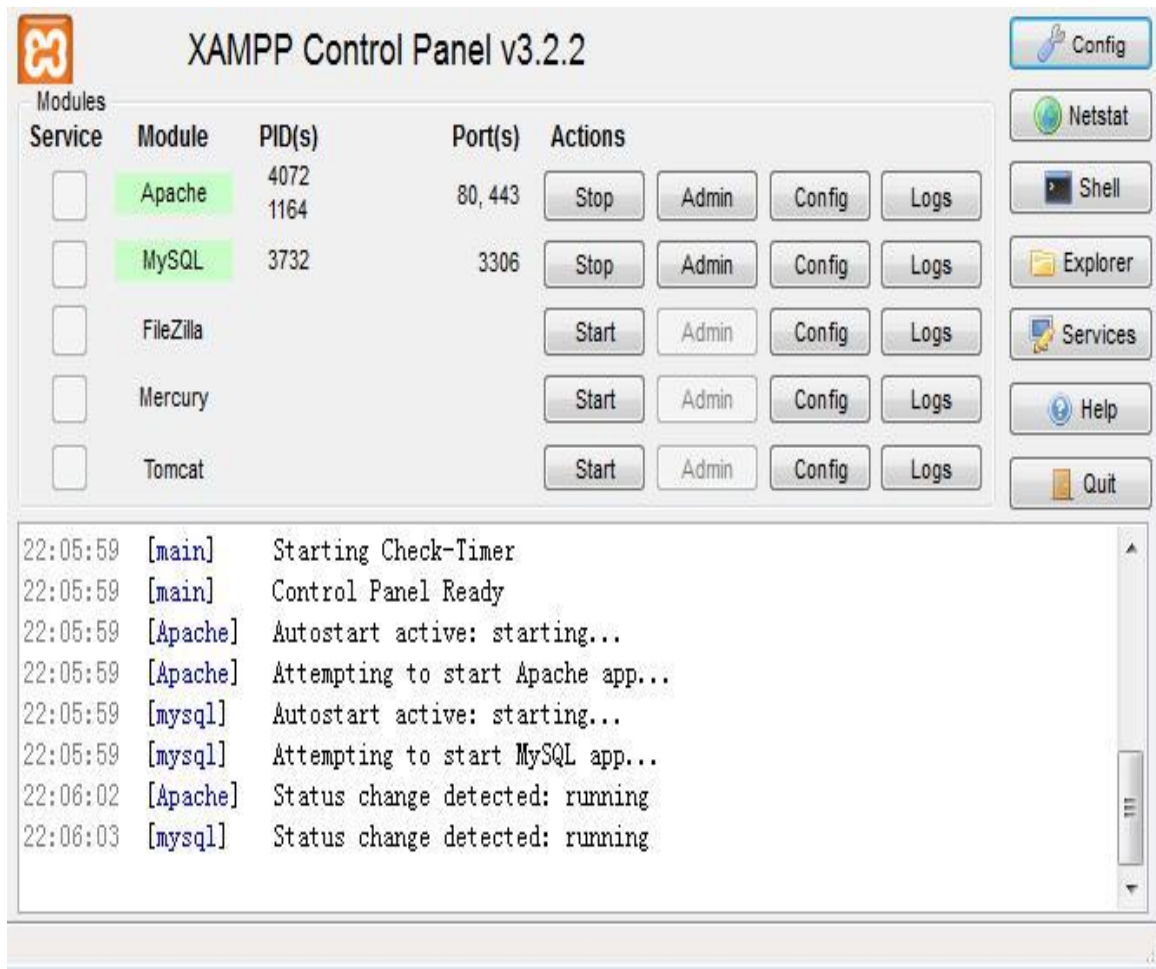 XAMPP Control Panel v3.2.2
Config
Modules
Netstat
Service Module PID(s) Port(s) Actions
Apache 4072 1164 80, 443 Stop Admin Config Logs
Shell
MySQL 3732 3306 Stop Admin Config Logs
Explorer
FileZilla Start Admin Config Logs
Services
Mercury Start Admin Config Logs
Help
Tomcat Start Admin Config Logs
Quit
22:05:59 [main] Starting Check-Timer
22:05:59 [main] Control Panel Ready
22:05:59 [Apache] Autostart active: starting...
22:05:59 [Apache] Attempting to start Apache app...
22:05:59 [mysql] Autostart active: starting...
22:05:59 [mysql] Attempting to start MySQL app...
22:06:02 [Apache] Status change detected: running
22:06:03 [mysql] Status change detected: running